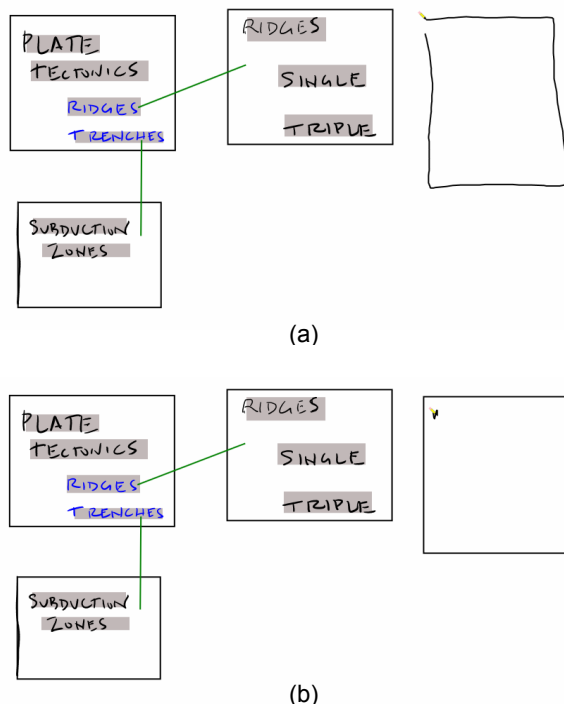 PLATE
TECTONICS
RIDGES
TRENCHES
RIDGES
SINGLE
TRIPLE
SUBDUCTION
ZONES
(a)
PLATE
TECTONICS
RIDGES
TRENCHES
RIDGES
SINGLE
TRIPLE
SUBDUCTION
ZONES
(b)